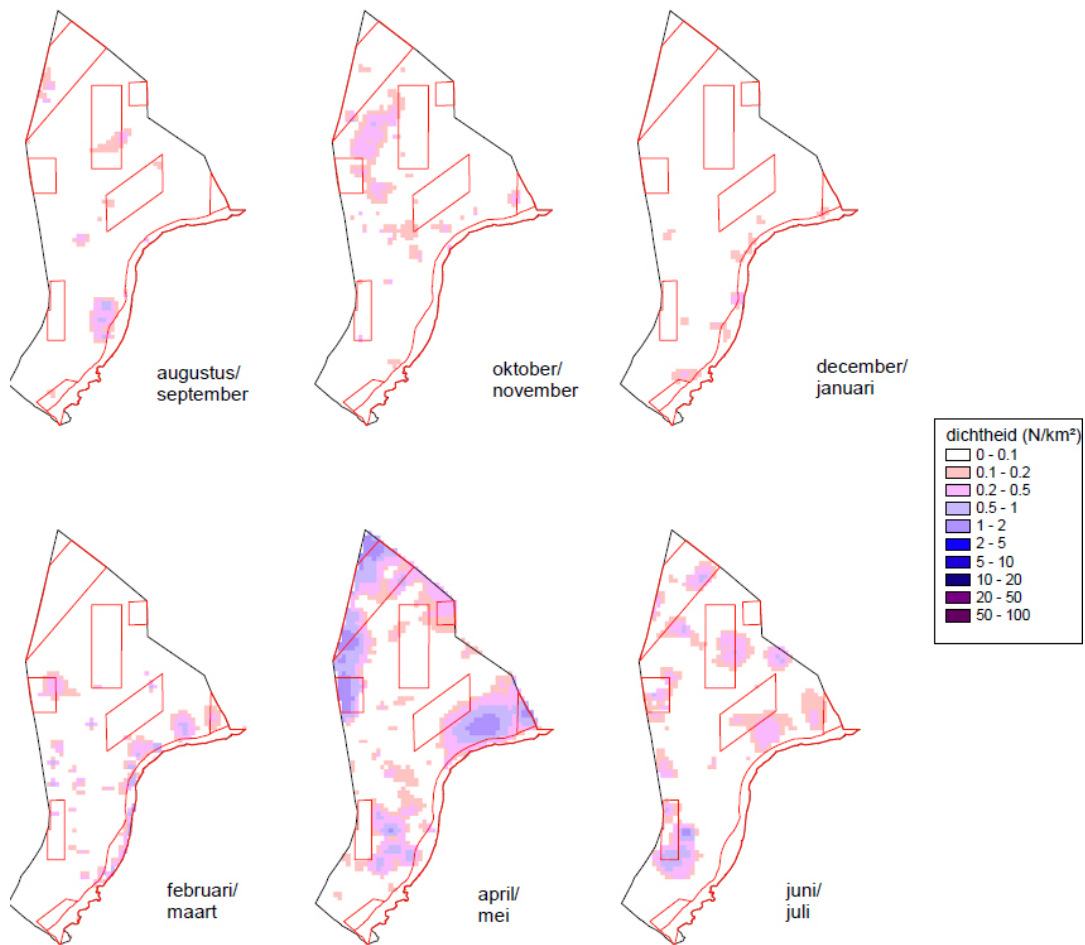 augustus/
september
oktober/
november
december/
januari
dichtheid (N/km²)
0 - 0.1
0.1 - 0.2
0.2 - 0.5
0.5 - 1
1 - 2
2 - 5
5 - 10
10 - 20
20 - 50
50 - 100
februari/
maart
april/
mei
juni/
juli